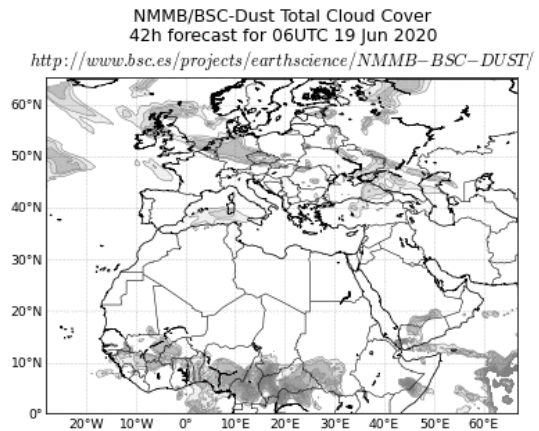 NMMB/BSC-Dust Total Cloud Cover
42h forecast for 06UTC 19 Jun 2020
http://www.bsc.es/projects/earthscience/NMMB-BSC-DUST/
60°N
50°N
40°N
30°N
20°N
10°N
0°
20°W 10°W 0° 10°E 20°E 30°E 40°E 50°E 60°E